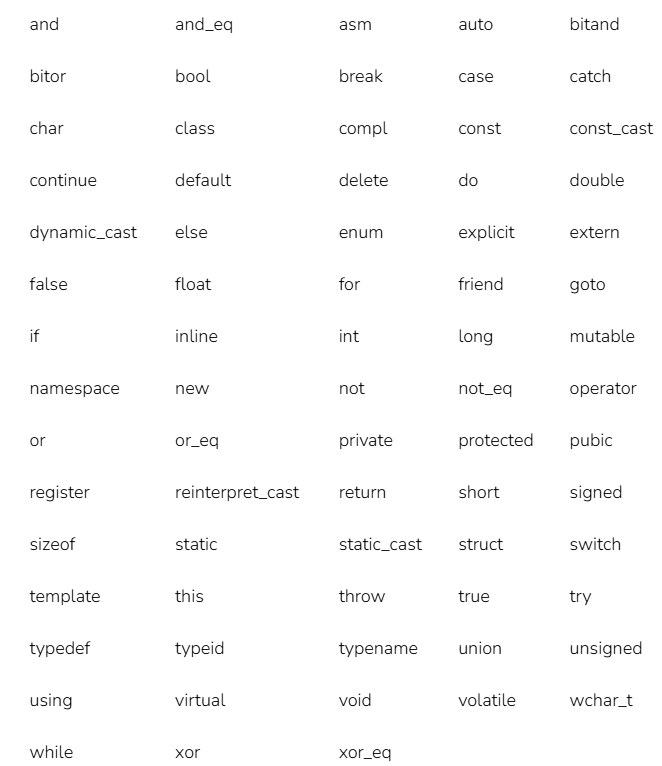 and and_eq asm auto bitand
bitor bool break case catch
char class compl const const_cast
continue default delete do double
dynamic_cast else enum explicit extern
false float for friend goto
if inline int long mutable
namespace new not not_eq operator
or or_eq private protected pubic
register reinterpret_cast return short signed
sizeof static static_cast struct switch
template this throw true try
typedef typeid typename union unsigned
using virtual void volatile wchar_t
while xor xor_eq